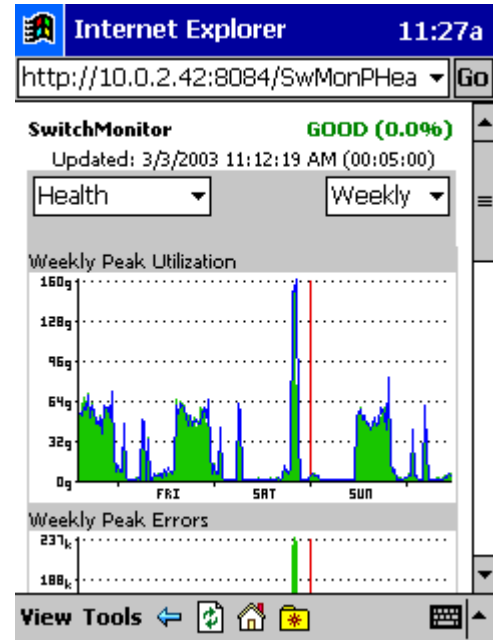 Internet Explorer 11:27a
http://10.0.2.42:8084/SwMonPHea Go
SwitchMonitor GOOD (0.0%)
Updated: 3/3/2003 11:12:19 AM (00:05:00)
Health Weekly
Weekly Peak Utilization
160g
128g
96g
64g
32g
0g
FRI SAT SUN
Weekly Peak Errors
237k
188k
View Tools